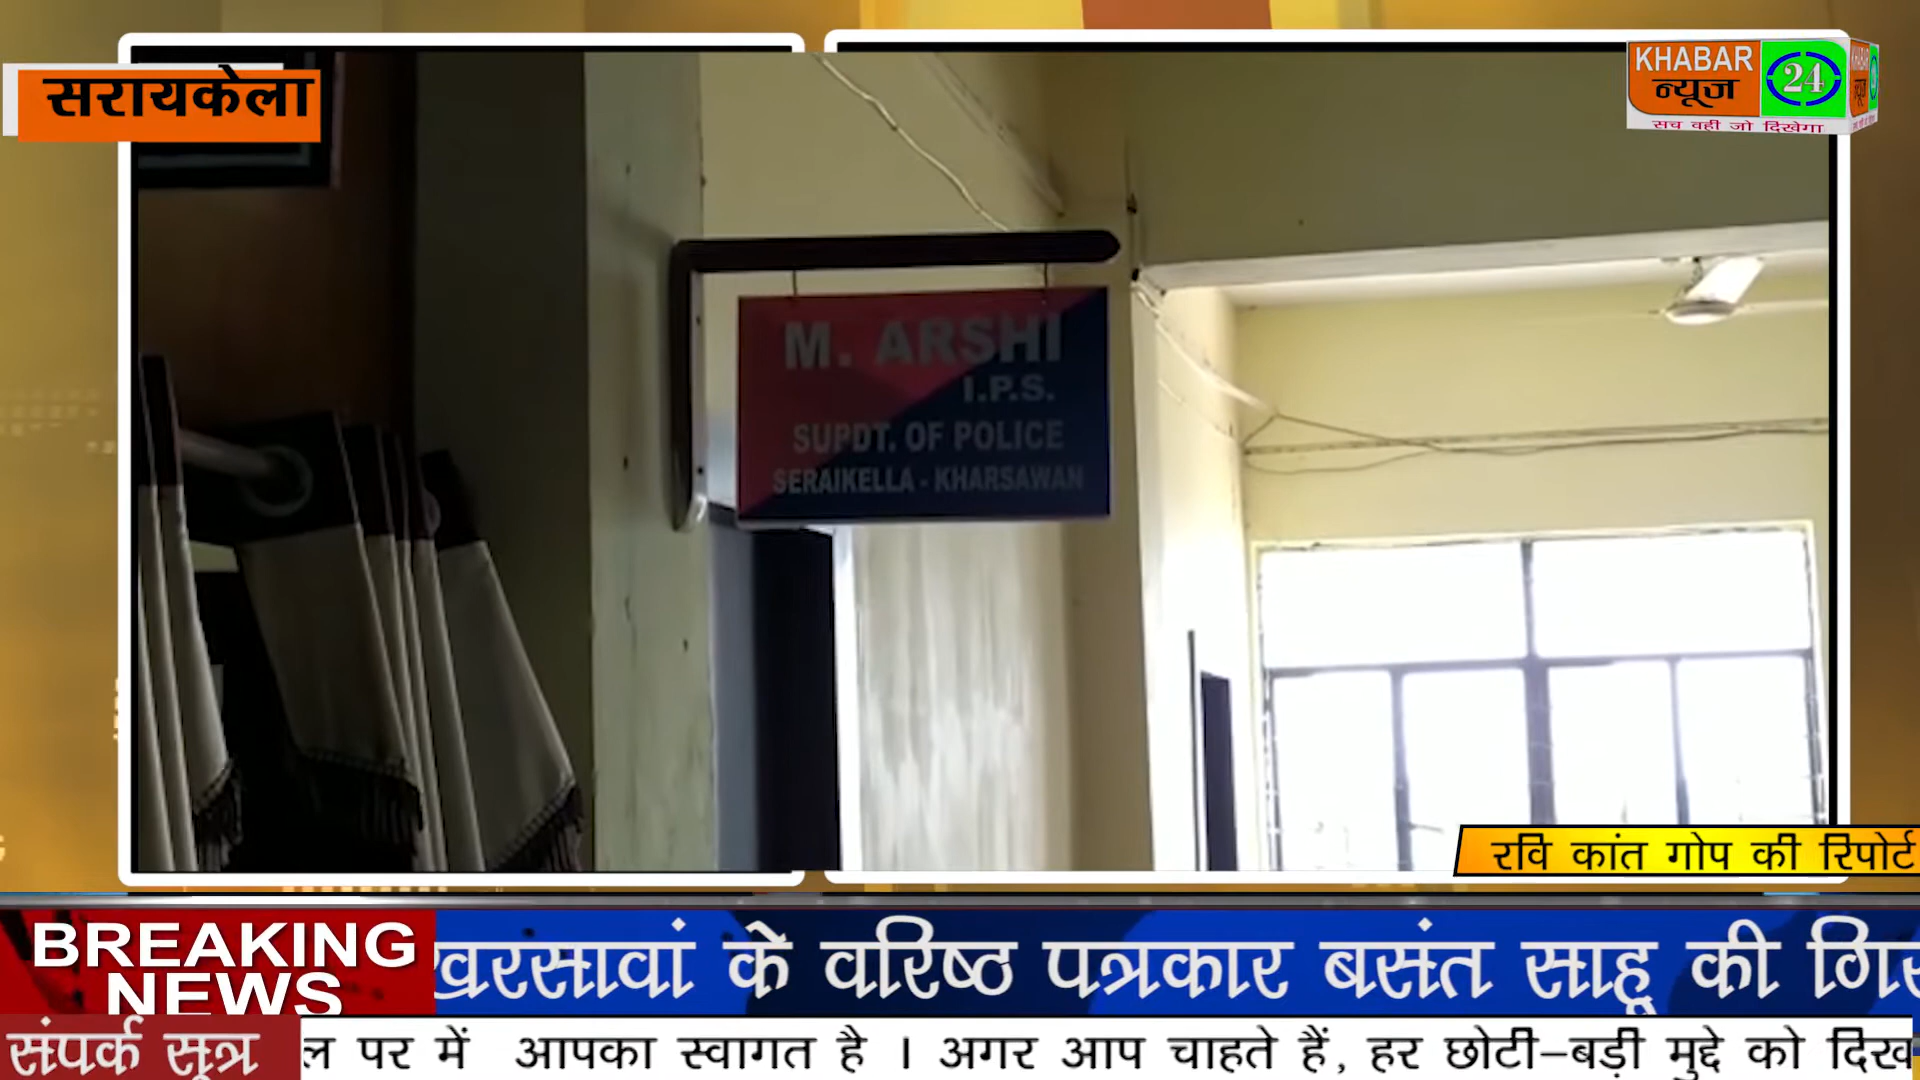 सरायकेला
KHABAR
न्यूज
24
सच वही जो दिखेगा
M. ARSHI
I.P.S.
SUPDT. OF POLICE
SERAIKELLA - KHARSAWAN
रवि कांत गोप की रिपोर्ट
BREAKING
NEWS
खरसावां के वरिष्ठ पत्रकार बसंत साहू की
संपर्क सूत्र
ल पर में आपका स्वागत है । अगर आप चाहते हैं, हर छोटी-बड़ी मुद्दे को